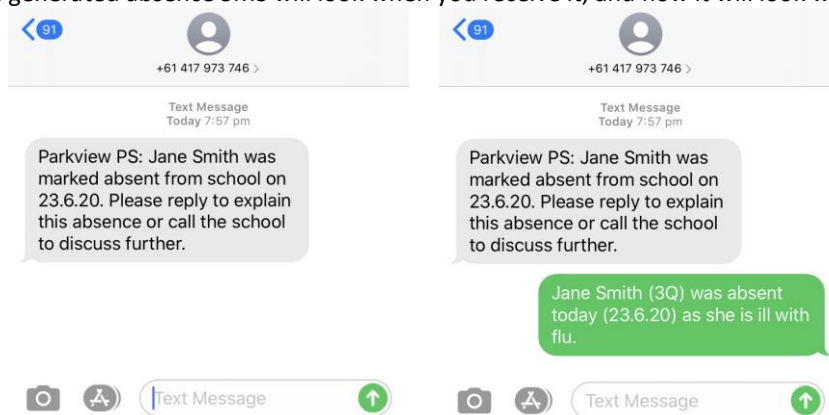 generated absence SMS will look when you reserve it, and how it will look w
91
+61 417 973 746 >
Text Message
Today 7:57 pm
Parkview PS: Jane Smith was
marked absent from school on
23.6.20. Please reply to explain
this absence or call the school
to discuss further.
Text Message
91
+61 417 973 746 >
Text Message
Today 7:57 pm
Parkview PS: Jane Smith was
marked absent from school on
23.6.20. Please reply to explain
this absence or call the school
to discuss further.
Jane Smith (3Q) was absent
today (23.6.20) as she is ill with
flu.
Text Message